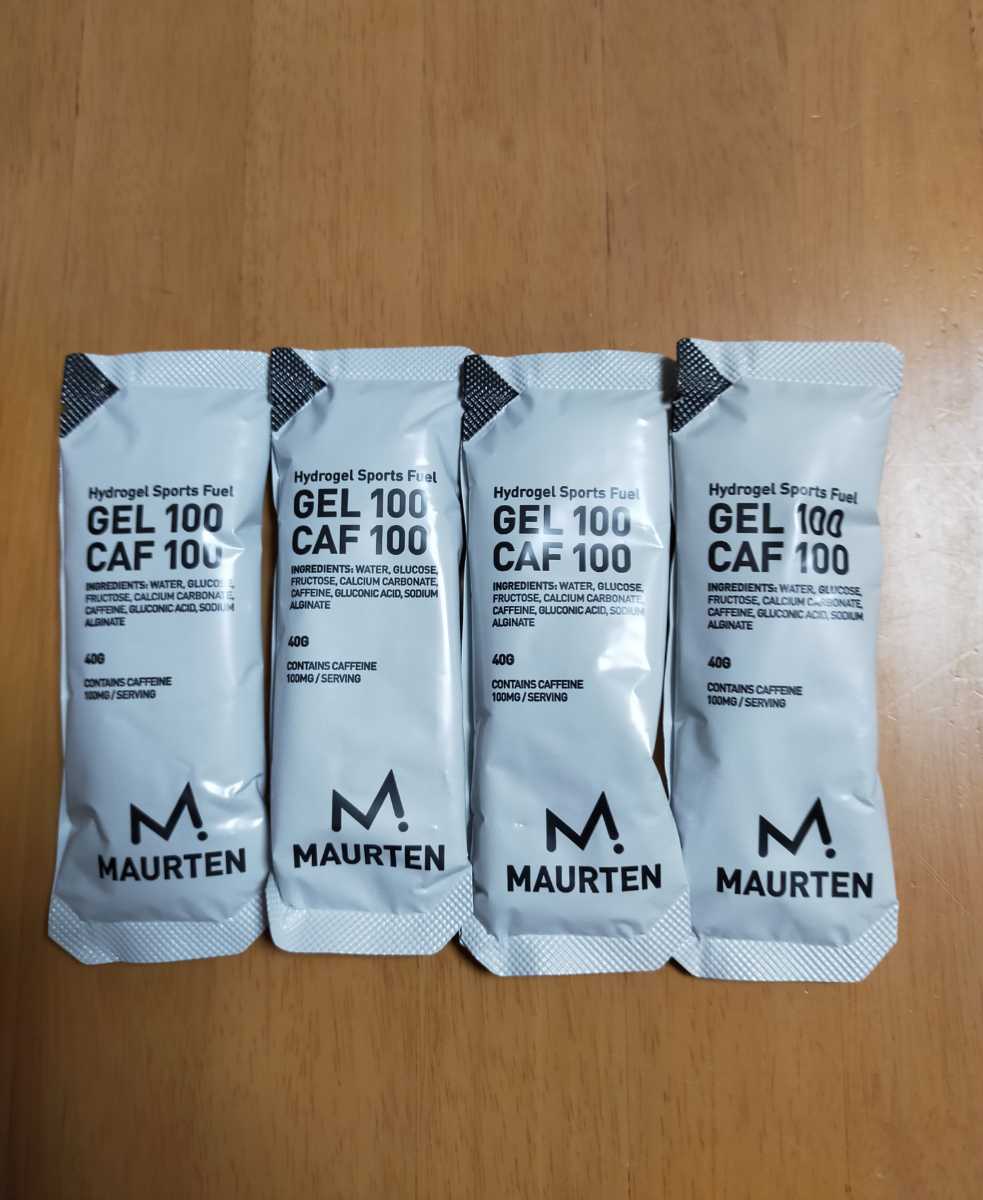 Hydrogel Sports Fuel
GEL 100
CAF 100
INGREDIENTS: WATER, GLUCOSE,
FRUCTOSE, CALCIUM CARBONATE,
CAFFEINE, GLUCONIC ACID, SODIUM
ALGINATE
40G
CONTAINS CAFFEINE
100MG / SERVING
M.
MAURTEN
Hydrogel Sports Fuel
GEL 100
CAF 100
INGREDIENTS: WATER, GLUCOSE,
FRUCTOSE, CALCIUM CARBONATE,
CAFFEINE, GLUCONIC ACID, SODIUM
ALGINATE
40G
CONTAINS CAFFEINE
100MG / SERVING
M.
MAURTEN
Hydrogel Sports Fuel
GEL 100
CAF 100
INGREDIENTS: WATER, GLUCOSE,
FRUCTOSE, CALCIUM CARBONATE,
CAFFEINE, GLUCONIC ACID, SODIUM
ALGINATE
40G
CONTAINS CAFFEINE
100MG / SERVING
M.
MAURTEN
Hydrogel Sports Fuel
GEL 100
CAF 100
INGREDIENTS: WATER, GLUCOSE,
FRUCTOSE, CALCIUM CARBONATE,
CAFFEINE, GLUCONIC ACID, SODIUM
ALGINATE
40G
CONTAINS CAFFEINE
100MG / SERVING
M.
MAURTEN